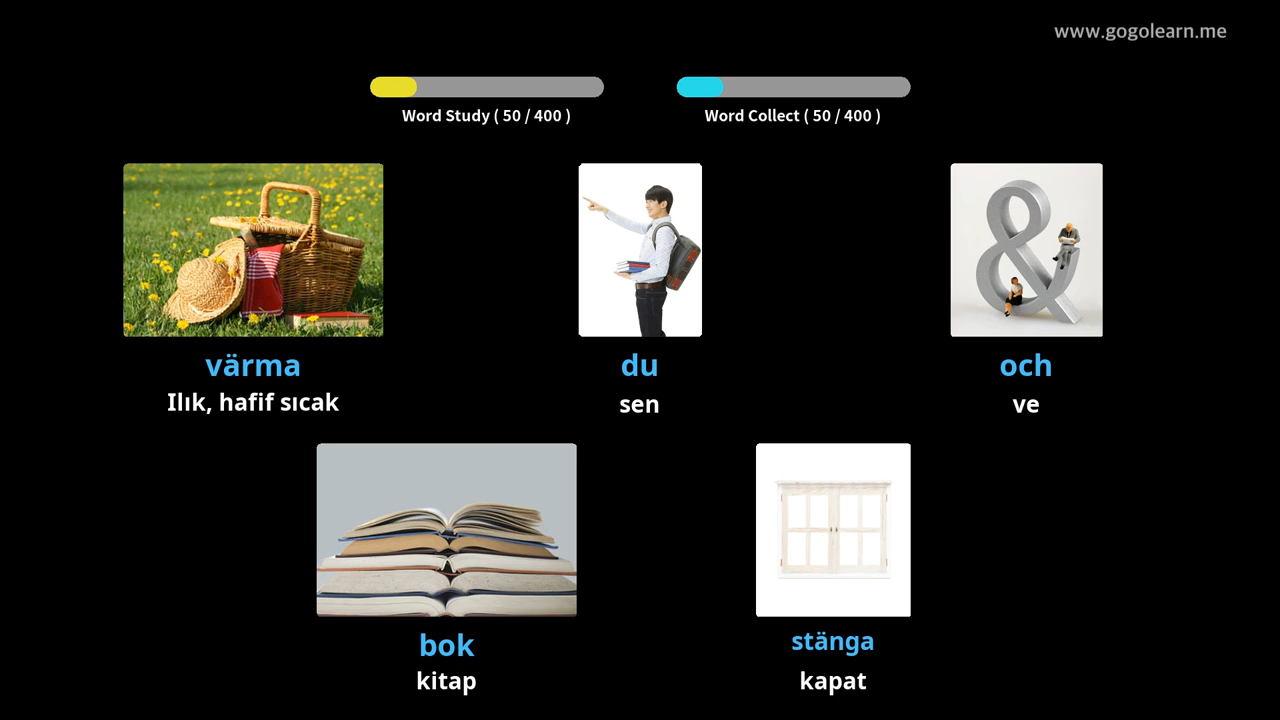 www.gogolearn.me
Word Study ( 50 / 400 )
Word Collect ( 50 / 400 )
värma
du
och
Ilık, hafif sıcak
sen
ve
bok
stänga
kitap
kapat